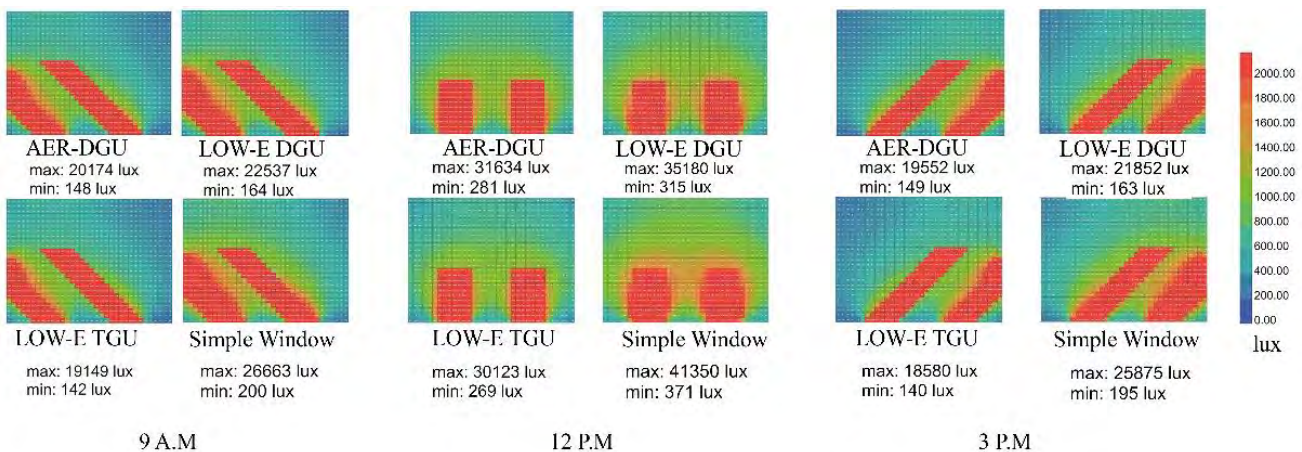 AER-DGU
max: 20174 lux
min: 148 lux
LOW-E DGU
max: 22537 lux
min: 164 lux
LOW-E TGU
max: 19149 lux
min: 142 lux
Simple Window
max: 26663 lux
min: 200 lux
9 A.M
AER-DGU
max: 31634 lux
min: 281 lux
LOW-E DGU
max: 35180 lux
min: 315 lux
LOW-E TGU
max: 30123 lux
min: 269 lux
Simple Window
max: 41350 lux
min: 371 lux
12 P.M
AER-DGU
max: 19552 lux
min: 149 lux
LOW-E DGU
max: 21852 lux
min: 163 lux
LOW-E TGU
max: 18580 lux
min: 140 lux
Simple Window
max: 25875 lux
min: 195 lux
3 P.M
2000.00
1800.00
1600.00
1400.00
1200.00
1000.00
800.00
600.00
400.00
200.00
0.00
lux